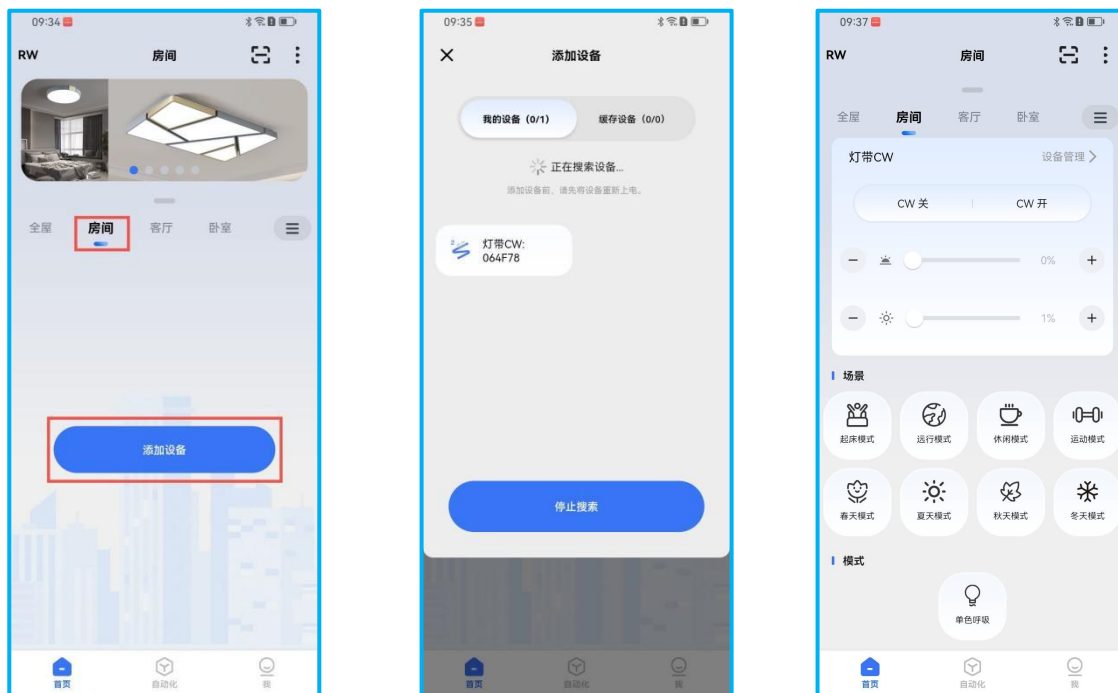 09:34
RW
房间
全屋
房间
客厅
卧室
添加设备
首页
自动化
我
09:35
添加设备
我的设备（0/1）
缓存设备（0/0）
正在搜索设备...
添加设备前，请先将设备重新上电。
灯带CW:
064F78
停止搜索
首页
自动化
我
09:37
RW
房间
全屋
房间
客厅
卧室
灯带CW
设备管理
CW 关
CW 开
0%
1%
场景
起床模式
远行模式
休闲模式
运动模式
春天模式
夏天模式
秋天模式
冬天模式
模式
单色呼吸
首页
自动化
我